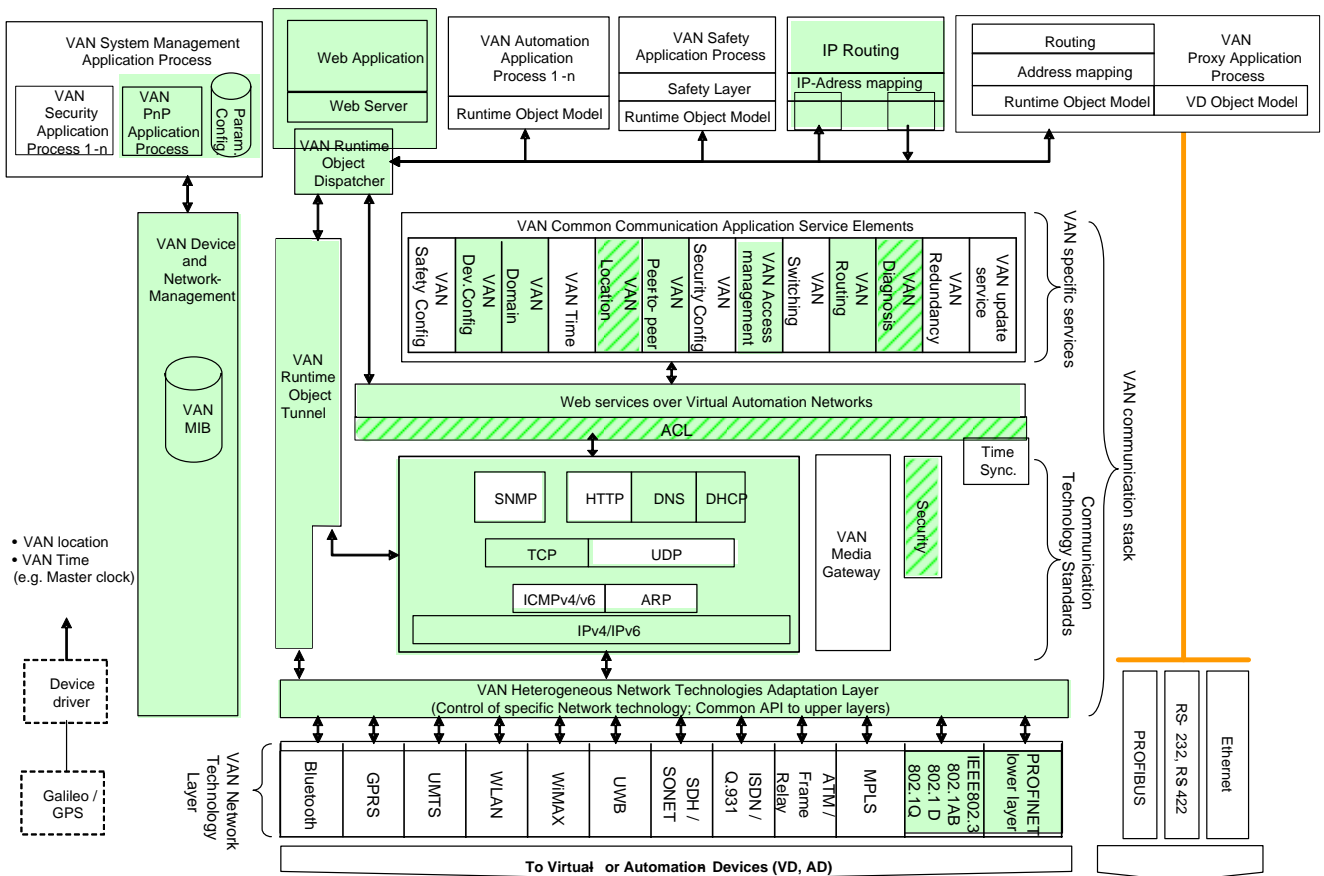 VAN System Management
Application Process
VAN
Security
Application
Process 1-n
VAN
PnP
Application
Process
Param.
Config
Web Application
Web Server
VAN Runtime
Object
Dispatcher
VAN Automation
Application
Process 1-n
Runtime Object Model
VAN Safety
Application Process
Safety Layer
Runtime Object Model
IP Routing
IP-Adress mapping
Routing
Address mapping
Runtime Object Model
VAN
Proxy Application
Process
VD Object Model
VAN Device
and
Network-
Management
VAN
MIB
VAN
Runtime
Object
Tunnel
VAN Common Communication Application Service Elements
VAN
Safety Config
VAN
Dev.Config
VAN
Domain
VAN Time
VAN
Location
VAN
Peer-to-peer
VAN
Security Config
VAN Access
management
VAN
Switching
VAN
Routing
VAN
Diagnosis
VAN
Redundancy
VAN update
service
VAN specific services
Web services over Virtual Automation Networks
ACL
Time
Sync.
SNMP
HTTP
DNS
DHCP
TCP
UDP
ICMPv4/v6
ARP
IPv4/IPv6
VAN
Media
Gateway
Security
Communication
Technology Standards
VAN communication stack
• VAN location
• VAN Time
(e.g. Master clock)
Device
driver
Galileo /
GPS
VAN Heterogeneous Network Technologies Adaptation Layer
(Control of specific Network technology; Common API to upper layers)
VAN Network
Technology
Layer
Bluetooth
GPRS
UMTS
WLAN
WiMAX
UWB
SDH /
SONET
ISDN /
Q.931
ATM /
Frame
Relay
MPLS
IEEE802.3
802.1AB
802.1 D
802.1Q
PROFINET
lower layer
PROFIBUS
RS- 232, RS 422
Ethernet
To Virtual- or Automation Devices (VD, AD)